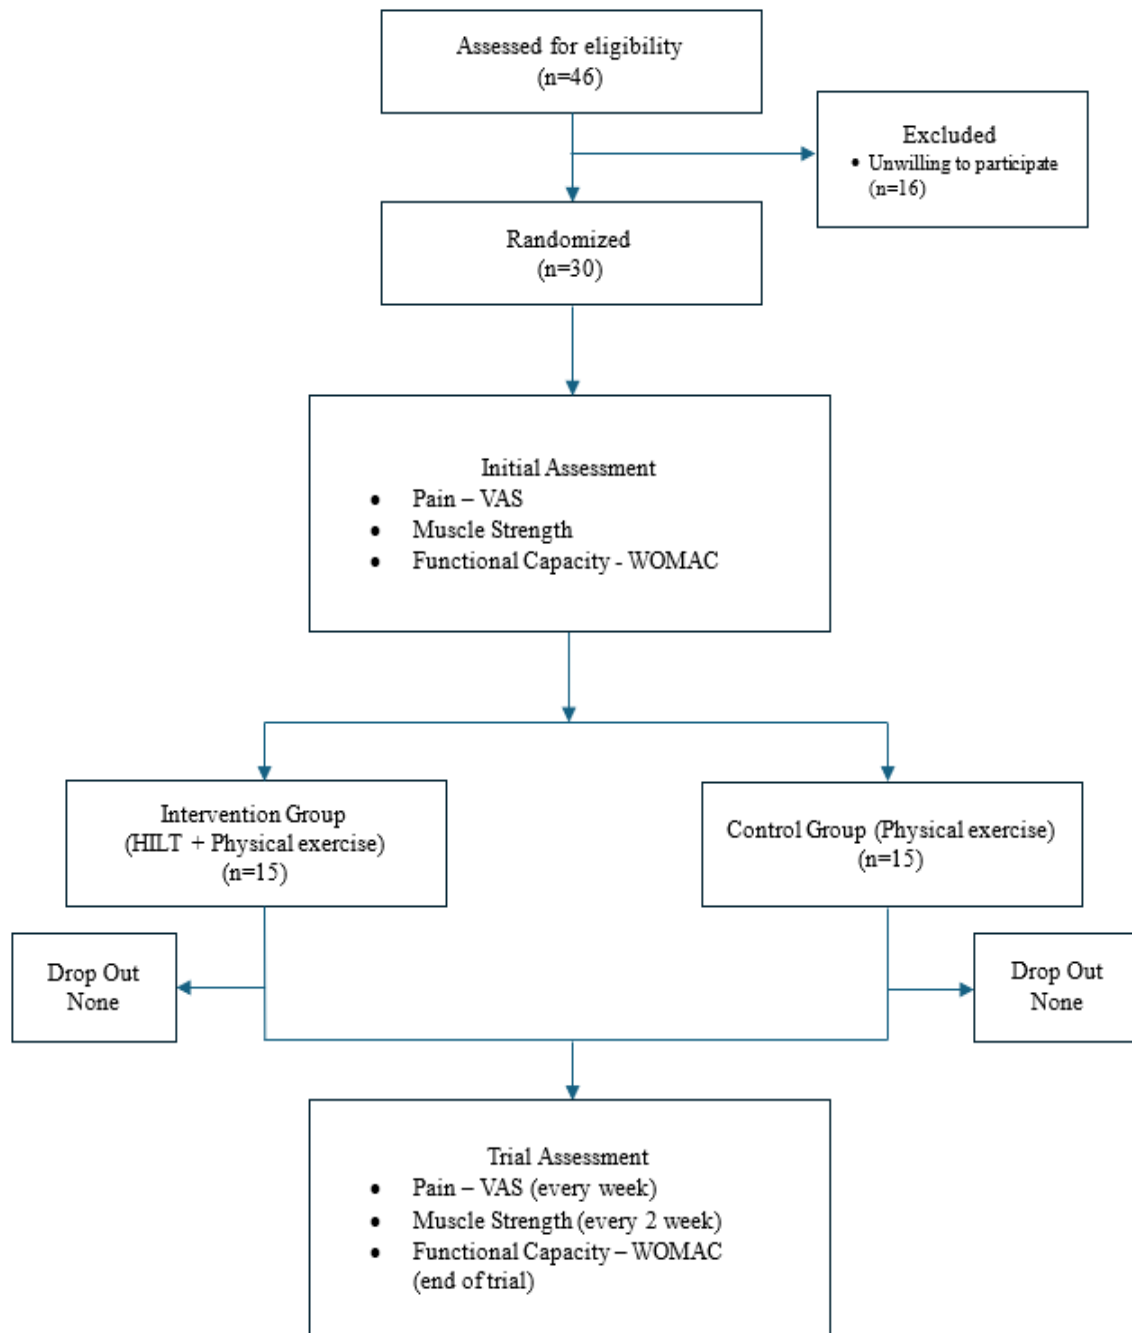 Assessed for eligibility
(n=46)
Excluded
• Unwilling to participate
(n=16)
Randomized
(n=30)
Initial Assessment
• Pain – VAS
• Muscle Strength
• Functional Capacity - WOMAC
Intervention Group
(HILT + Physical exercise)
(n=15)
Control Group (Physical exercise)
(n=15)
Drop Out
None
Drop Out
None
Trial Assessment
• Pain – VAS (every week)
• Muscle Strength (every 2 week)
• Functional Capacity – WOMAC
(end of trial)